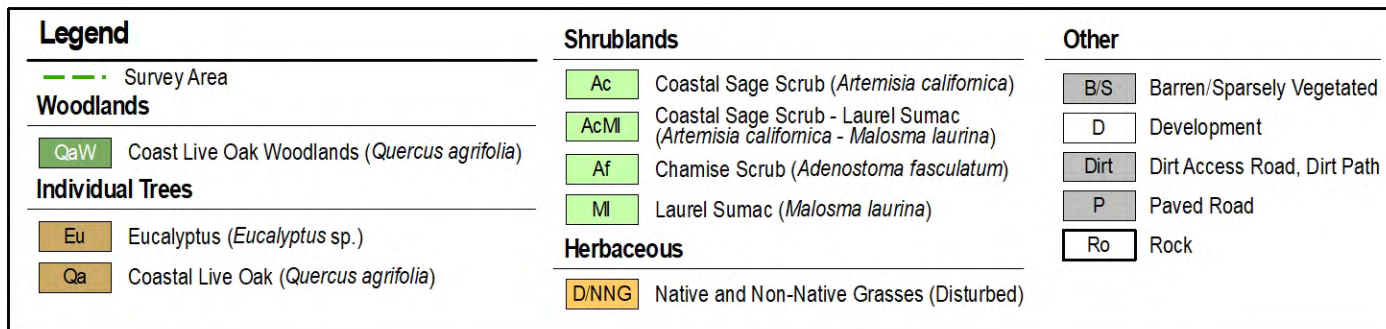 Legend
Survey Area
Woodlands
QaW Coast Live Oak Woodlands (Quercus agrifolia)
Individual Trees
Eu Eucalyptus (Eucalyptus sp.)
Qa Coastal Live Oak (Quercus agrifolia)
Shrublands
Ac Coastal Sage Scrub (Artemisia californica)
AcMl Coastal Sage Scrub - Laurel Sumac
(Artemisia californica - Malosma laurina)
Af Chamise Scrub (Adenostoma fasculatum)
Ml Laurel Sumac (Malosma laurina)
Herbaceous
D/NNG Native and Non-Native Grasses (Disturbed)
Other
B/S Barren/Sparsely Vegetated
D Development
Dirt Dirt Access Road, Dirt Path
P Paved Road
Ro Rock